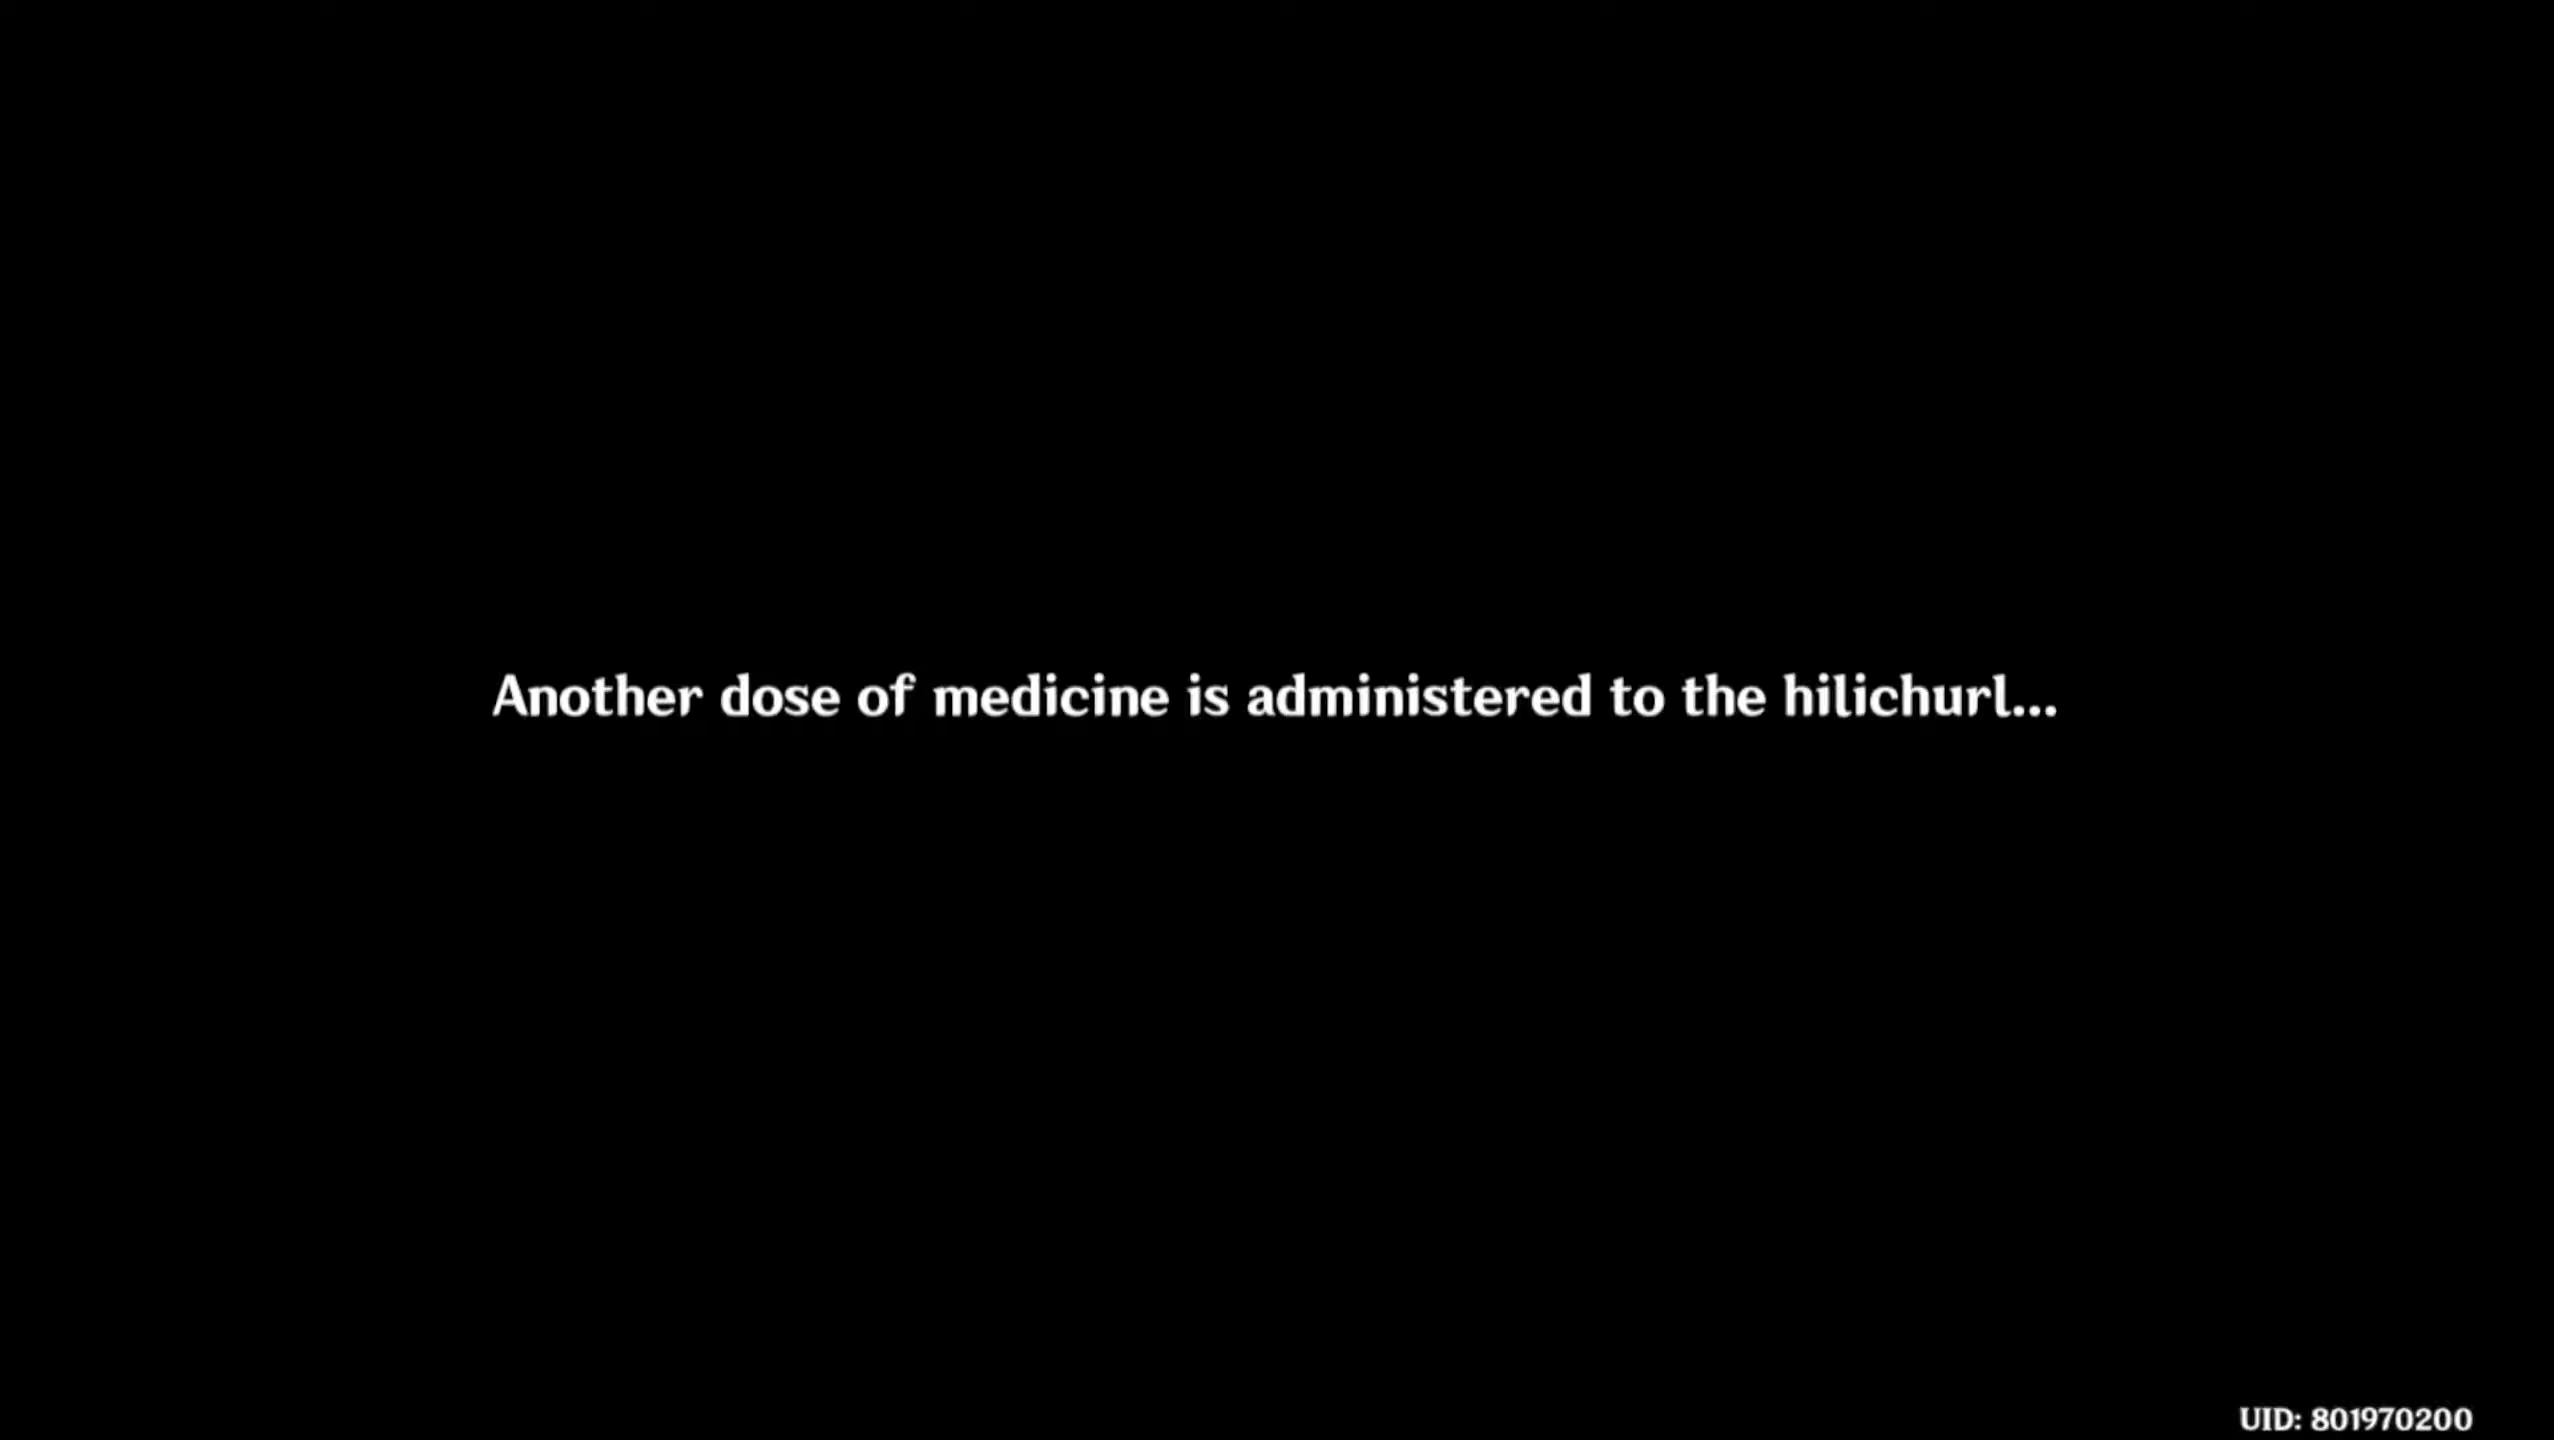 Another dose of medicine is administered to the hilichurl...
UID: 801970200